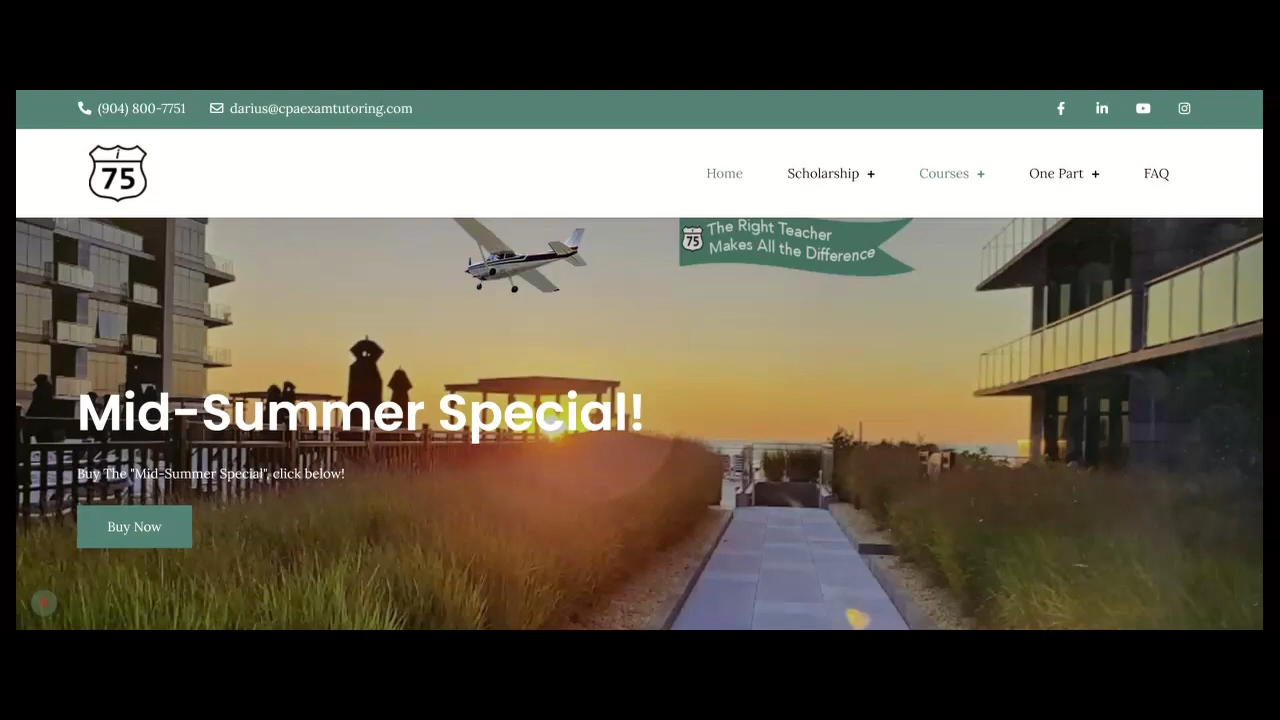 (904) 800-7751 darius@cpaexamtutoring.com
i
75
Home Scholarship + Courses + One Part + FAQ
75 The Right Teacher
Makes All the Difference
Mid-Summer Special!
Buy The "Mid-Summer Special", click below!
Buy Now